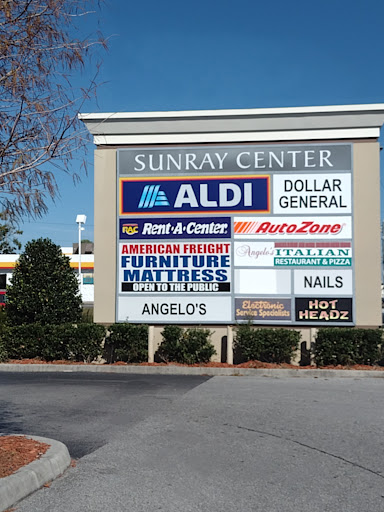 SUNRAY CENTER
ALDI
DOLLAR
GENERAL
RAC Rent-A-Center
AutoZone
AMERICAN FREIGHT
FURNITURE
MATTRESS
OPEN TO THE PUBLIC
Angelo's ITALIAN
RESTAURANT & PIZZA
NAILS
ANGELO'S
Electronic
Service Specialists
HOT
HEADZ